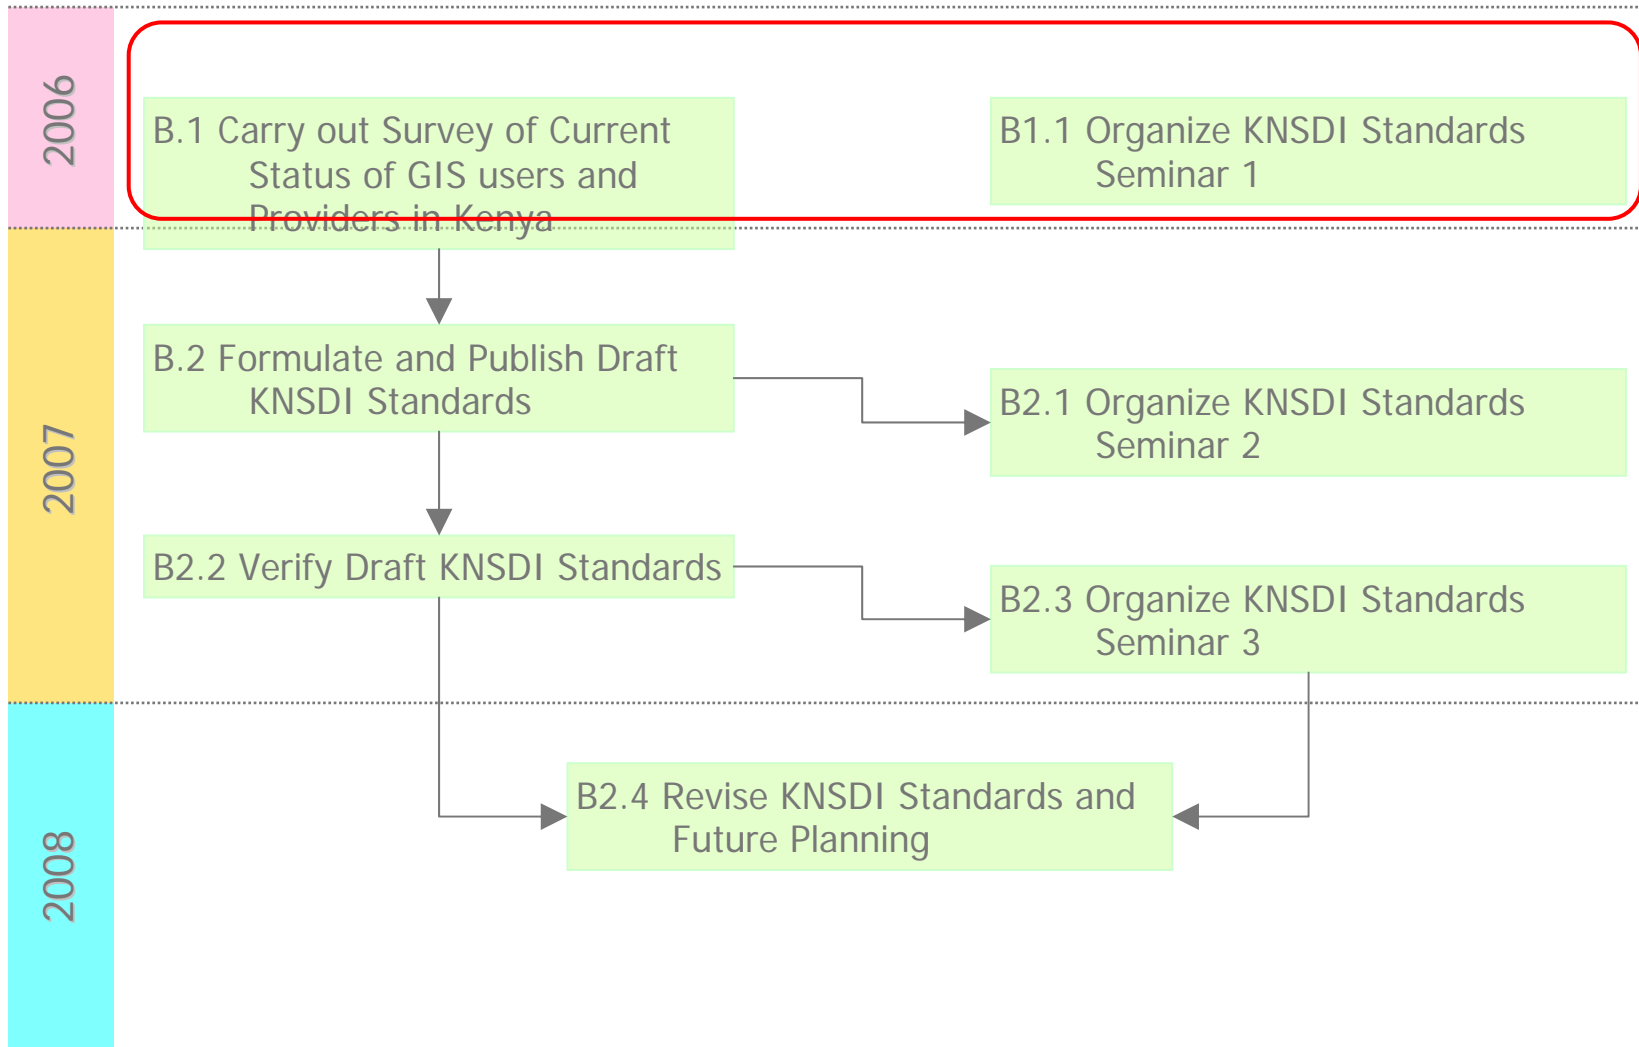 2006
B.1 Carry out Survey of Current
Status of GIS users and
Providers in Kenya
B1.1 Organize KNSDI Standards
Seminar 1
2007
B.2 Formulate and Publish Draft
KNSDI Standards
B2.1 Organize KNSDI Standards
Seminar 2
B2.2 Verify Draft KNSDI Standards
B2.3 Organize KNSDI Standards
Seminar 3
2008
B2.4 Revise KNSDI Standards and
Future Planning